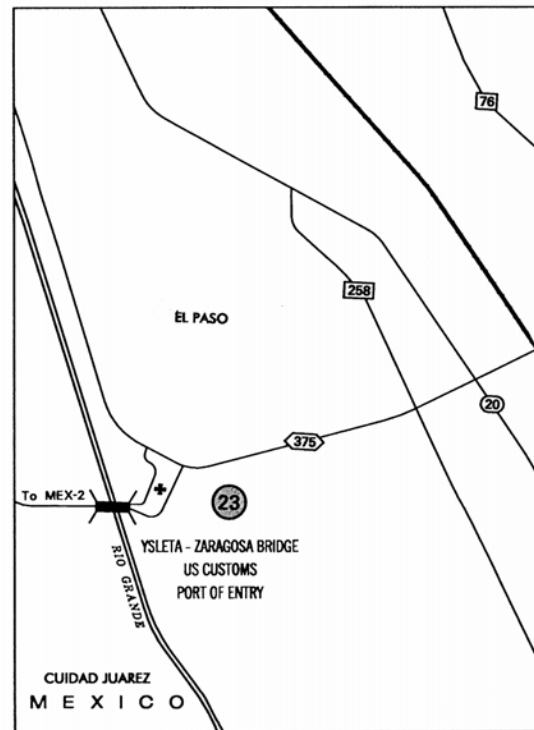 76
258
EL PASO
20
375
To MEX-2
23
YSLETA - ZARAGOSA BRIDGE
US CUSTOMS
PORT OF ENTRY
RIO GRANDE
CUIDAD JUAREZ
MEXICO